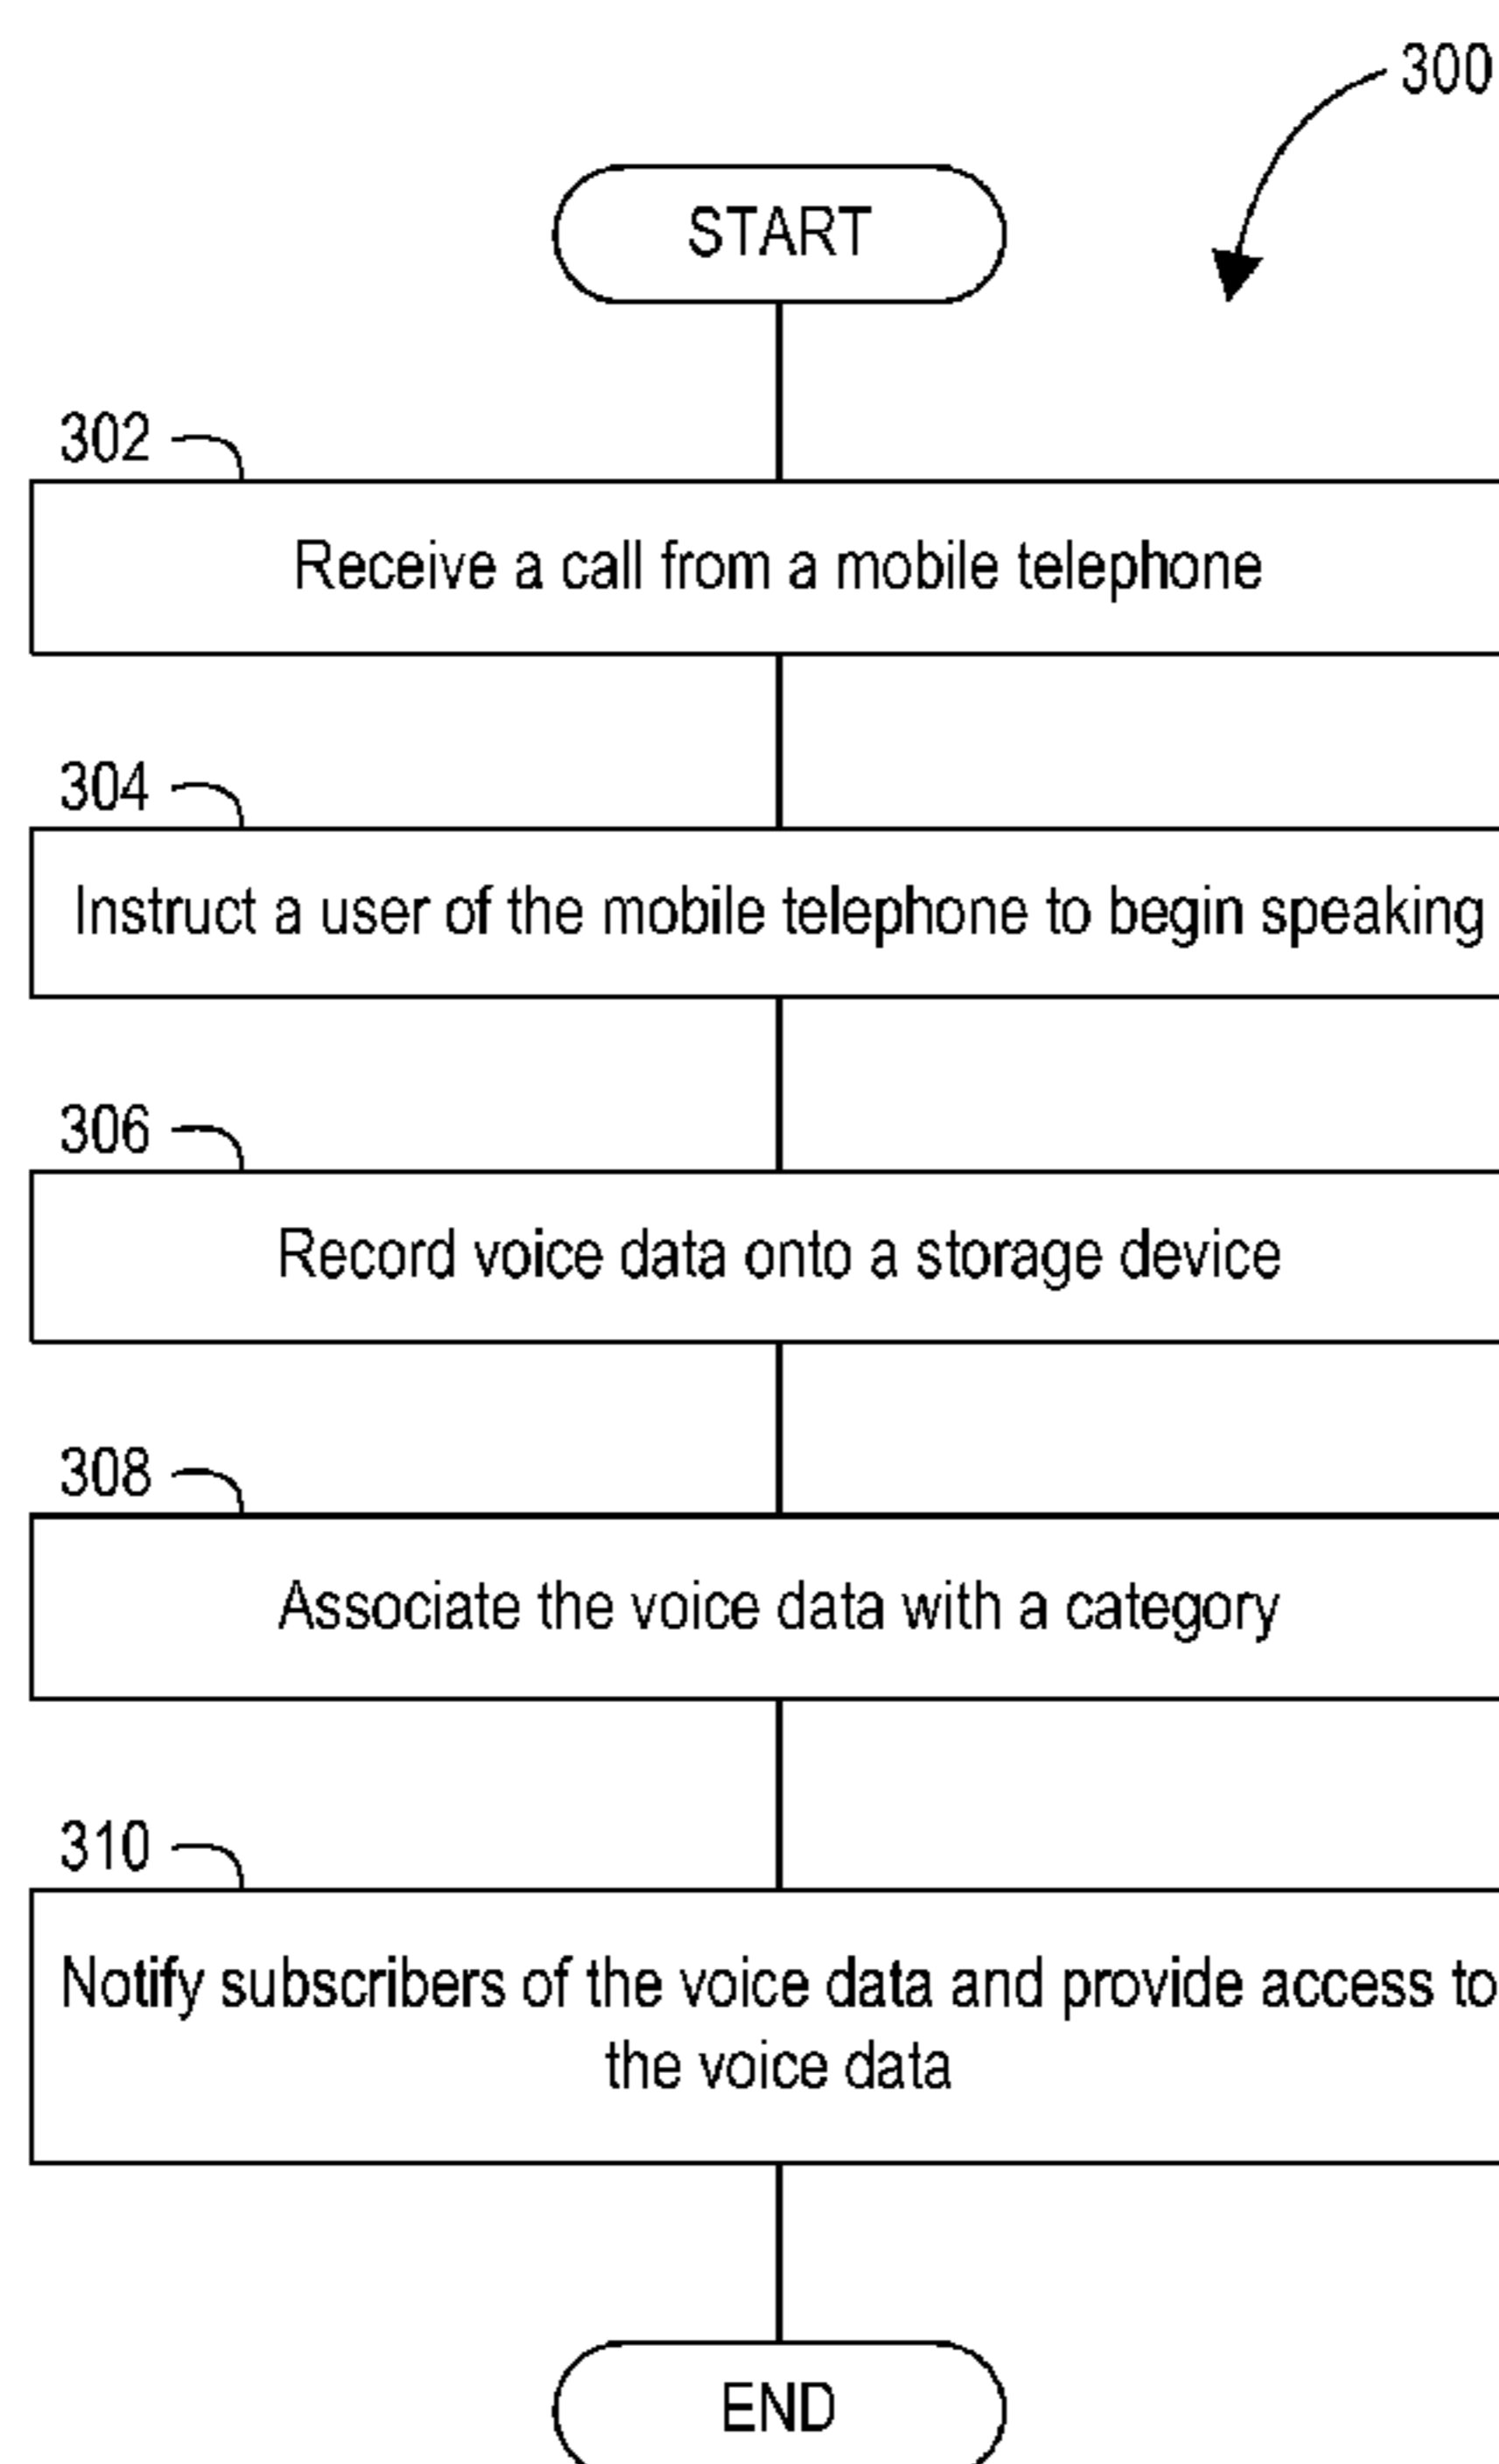 300
START
302
Receive a call from a mobile telephone
304
Instruct a user of the mobile telephone to begin speaking
306
Record voice data onto a storage device
308
Associate the voice data with a category
310
Notify subscribers of the voice data and provide access to
the voice data
END